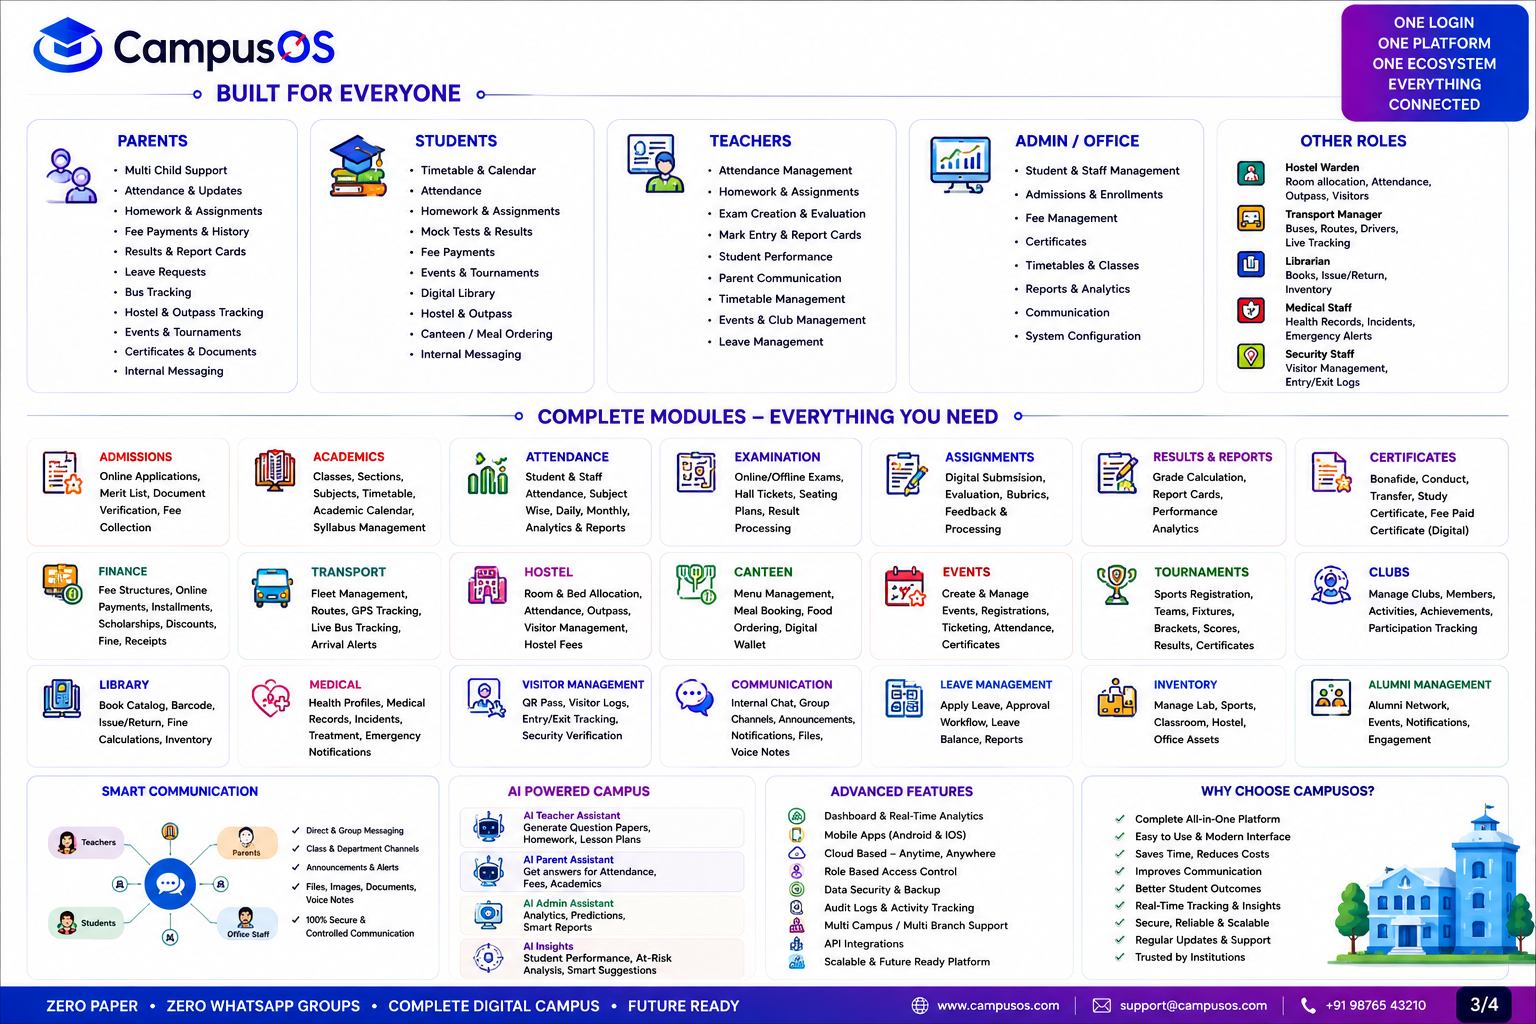 CampusOS
ONE LOGIN
ONE PLATFORM
ONE ECOSYSTEM
EVERYTHING
CONNECTED
BUILT FOR EVERYONE
PARENTS
• Multi Child Support
• Attendance & Updates
• Homework & Assignments
• Fee Payments & History
• Results & Report Cards
• Leave Requests
• Bus Tracking
• Hostel & Outpass Tracking
• Events & Tournaments
• Certificates & Documents
• Internal Messaging
STUDENTS
• Timetable & Calendar
• Attendance
• Homework & Assignments
• Mock Tests & Results
• Fee Payments
• Events & Tournaments
• Digital Library
• Hostel & Outpass
• Canteen / Meal Ordering
• Internal Messaging
TEACHERS
• Attendance Management
• Homework & Assignments
• Exam Creation & Evaluation
• Mark Entry & Report Cards
• Student Performance
• Parent Communication
• Timetable Management
• Events & Club Management
• Leave Management
ADMIN / OFFICE
• Student & Staff Management
• Admissions & Enrollments
• Fee Management
• Certificates
• Timetables & Classes
• Reports & Analytics
• Communication
• System Configuration
OTHER ROLES
Hostel Warden
Room allocation, Attendance,
Outpass, Visitors
Transport Manager
Buses, Routes, Drivers,
Live Tracking
Librarian
Books, Issue/Return,
Inventory
Medical Staff
Health Records, Incidents,
Emergency Alerts
Security Staff
Visitor Management,
Entry/Exit Logs
COMPLETE MODULES – EVERYTHING YOU NEED
ADMISSIONS
Online Applications,
Merit List, Document
Verification, Fee
Collection
ACADEMICS
Classes, Sections,
Subjects, Timetable,
Academic Calendar,
Syllabus Management
ATTENDANCE
Student & Staff
Attendance, Subject
Wise, Daily, Monthly,
Analytics & Reports
EXAMINATION
Online/Offline Exams,
Hall Tickets, Seating
Plans, Result
Processing
ASSIGNMENTS
Digital Submsision,
Evaluation, Bubrics,
Feedback &
Processing
RESULTS & REPORTS
Grade Calculation,
Report Cards,
Performance
Analytics
CERTIFICATES
Bonafide, Conduct,
Transfer, Study
Certificate, Fee Paid
Certificate (Digital)
FINANCE
Fee Structures, Online
Payments, Installments,
Scholarships, Discounts,
Fine, Receipts
TRANSPORT
Fleet Management,
Routes, GPS Tracking,
Live Bus Tracking,
Arrival Alerts
HOSTEL
Room & Bed Allocation,
Attendance, Outpass,
Visitor Management,
Hostel Fees
CANTEEN
Menu Management,
Meal Booking, Food
Ordering, Digital
Wallet
EVENTS
Create & Manage
Events, Registrations,
Ticketing, Attendance,
Certificates
TOURNAMENTS
Sports Registration,
Teams, Fixtures,
Brackets, Scores,
Results, Certificates
CLUBS
Manage Clubs, Members,
Activities, Achievements,
Participation Tracking
LIBRARY
Book Catalog, Barcode,
Issue/Return, Fine
Calculations, Inventory
MEDICAL
Health Profiles, Medical
Records, Incidents,
Treatment, Emergency
Notifications
VISITOR MANAGEMENT
QR Pass, Visitor Logs,
Entry/Exit Tracking,
Security Verification
COMMUNICATION
Internal Chat, Group
Channels, Announcements,
Notifications, Files,
Voice Notes
LEAVE MANAGEMENT
Apply Leave, Approval
Workflow, Leave
Balance, Reports
INVENTORY
Manage Lab, Sports,
Classroom, Hostel,
Office Assets
ALUMNI MANAGEMENT
Alumni Network,
Events, Notifications,
Engagement
SMART COMMUNICATION
Teachers
Parents
Students
Office Staff
✓ Direct & Group Messaging
✓ Class & Department Channels
✓ Announcements & Alerts
✓ Files, Images, Documents,
Voice Notes
✓ 100% Secure &
Controlled Communication
AI POWERED CAMPUS
AI Teacher Assistant
Generate Question Papers,
Homework, Lesson Plans
AI Parent Assistant
Get answers for Attendance,
Fees, Academics
AI Admin Assistant
Analytics, Predictions,
Smart Reports
AI Insights
Student Performance, At-Risk
Analysis, Smart Suggestions
ADVANCED FEATURES
Dashboard & Real-Time Analytics
Mobile Apps (Android & IOS)
Cloud Based – Anytime, Anywhere
Role Based Access Control
Data Security & Backup
Audit Logs & Activity Tracking
Multi Campus / Multi Branch Support
API Integrations
Scalable & Future Ready Platform
WHY CHOOSE CAMPUSOS?
✓ Complete All-in-One Platform
✓ Easy to Use & Modern Interface
✓ Saves Time, Reduces Costs
✓ Improves Communication
✓ Better Student Outcomes
✓ Real-Time Tracking & Insights
✓ Secure, Reliable & Scalable
✓ Regular Updates & Support
✓ Trusted by Institutions
ZERO PAPER • ZERO WHATSAPP GROUPS • COMPLETE DIGITAL CAMPUS • FUTURE READY
www.campusos.com
support@campusos.com
+91 98765 43210
3/4